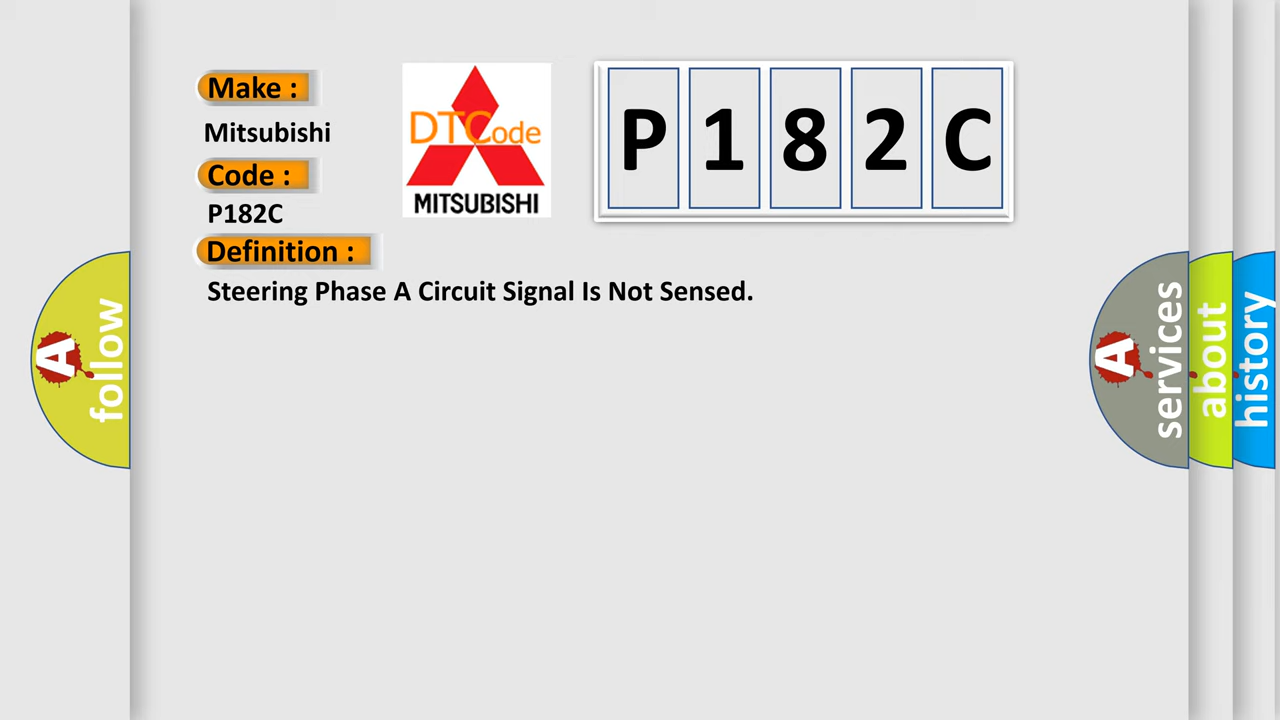 Make :
Mitsubishi
Code :
P182C
Definition :
Steering Phase A Circuit Signal Is Not Sensed.
DTCode
MITSUBISHI
P 1 8 2 C
A follow
A services
about
history